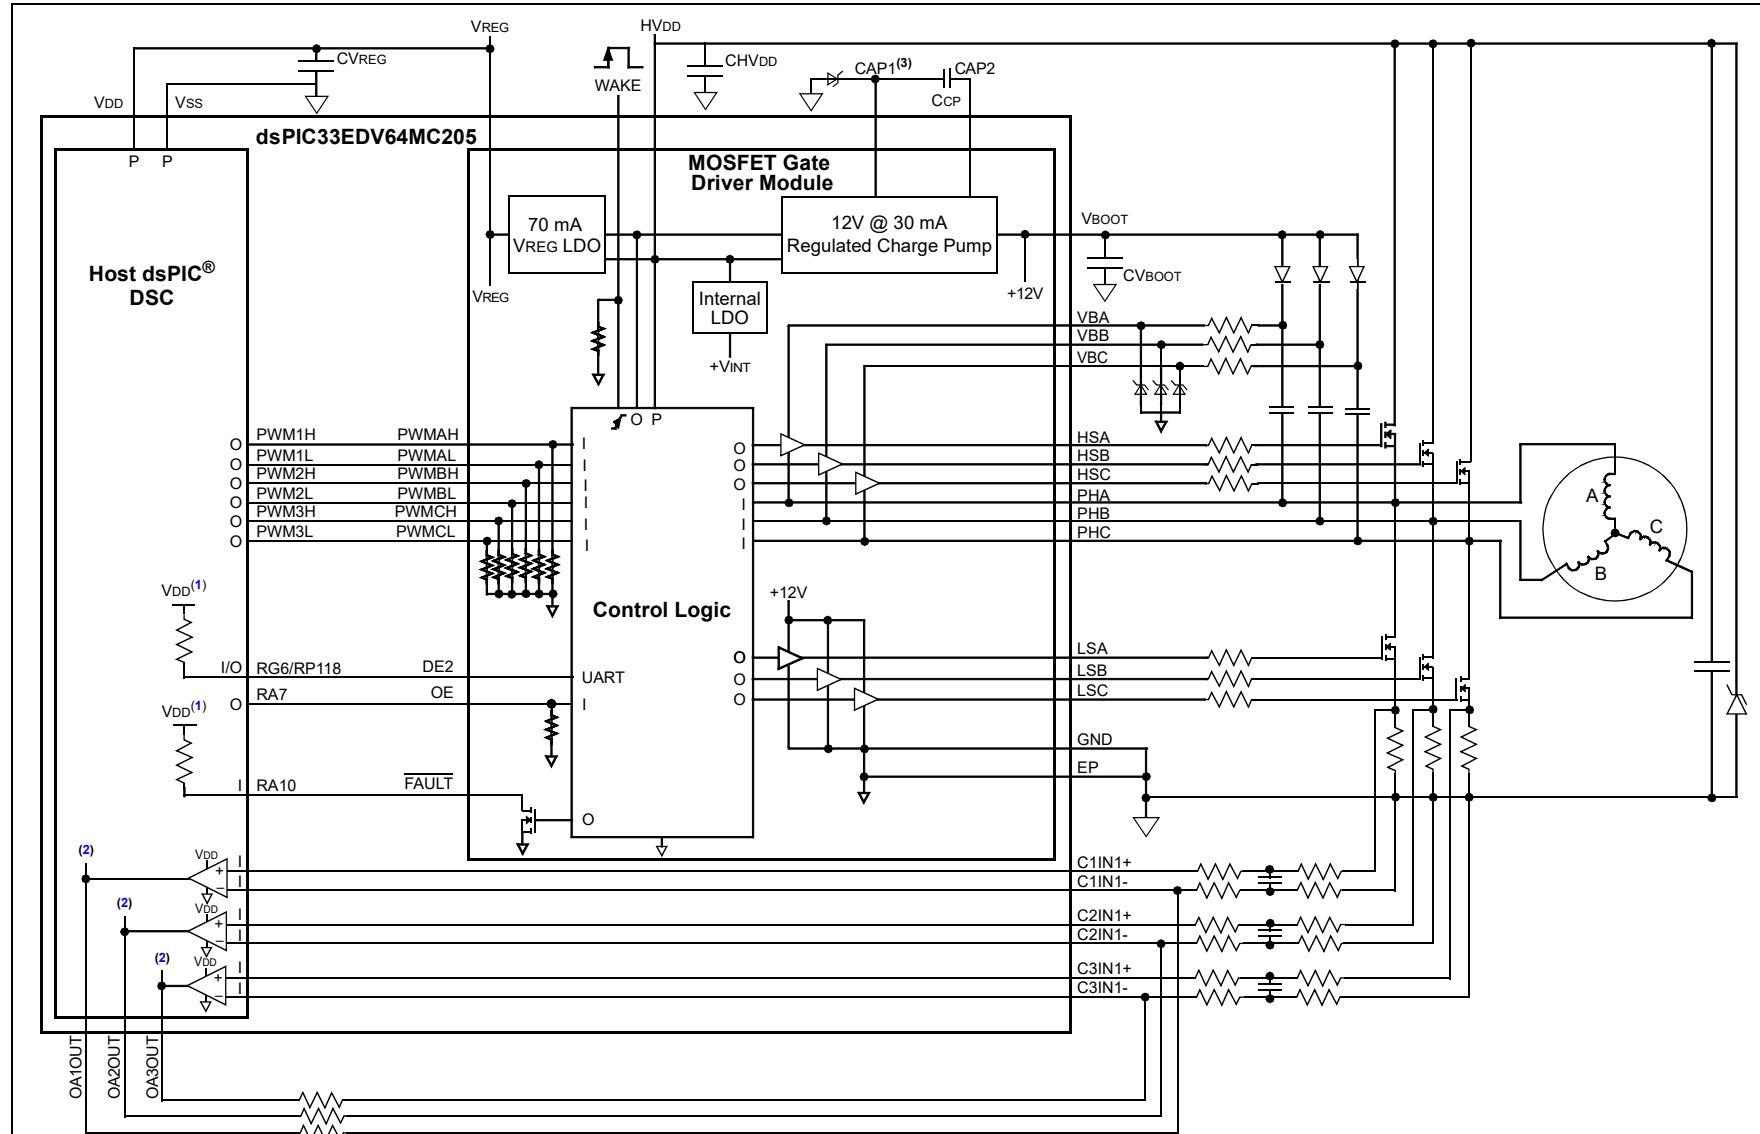 VREG
HVDD
CVREG
WAKE
CHVDD
CAP1(3)
CAP2
CCP
VDD
VSS
dsPIC33EDV64MC205
P
P
MOSFET Gate
Driver Module
70 mA
VREG LDO
12V @ 30 mA
Regulated Charge Pump
VBOOT
CVBOOT
Host dsPIC®
DSC
VREG
Internal
LDO
+12V
+VINT
VBA
VBB
VBC
O P
O PWM1H PWMAH I
O PWM1L PWMAL I
O PWM2H PWMBH I
O PWM2L PWMBL I
O PWM3H PWMCH I
O PWM3L PWMCL I
O HSA
O HSB
O HSC
I PHA
I PHB
I PHC
A
C
B
VDD(1)
+12V
Control Logic
I/O RG6/RP118 DE2 UART
O RA7 OE I
O LSA
O LSB
O LSC
VDD(1)
GND
EP
I RA10 FAULT
O
(2)
VDD
+
−
I
I
C1IN1+
C1IN1-
(2)
VDD
+
−
I
I
C2IN1+
C2IN1-
(2)
VDD
+
−
I
I
C3IN1+
C3IN1-
OA1OUT
OA2OUT
OA3OUT